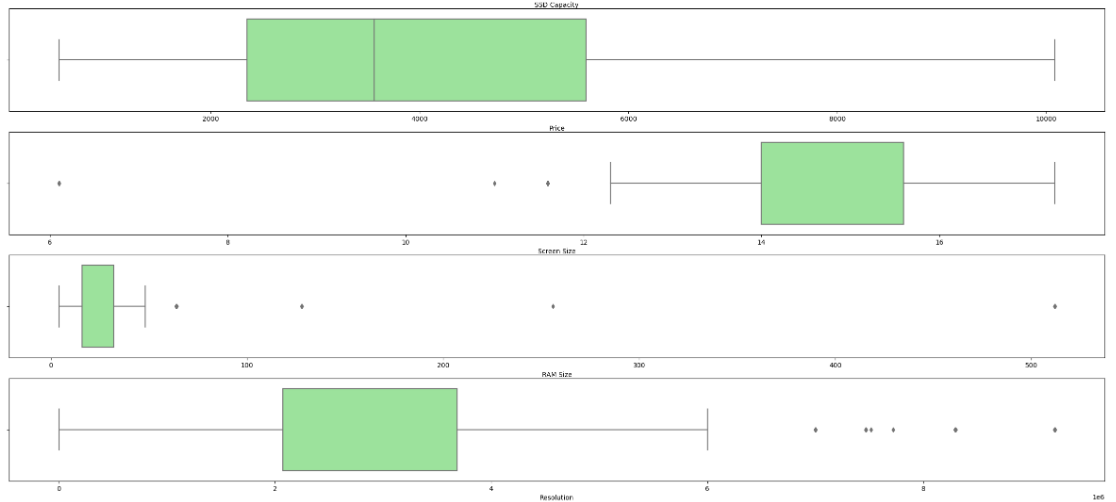 SSD Capacity
2000 4000 6000 8000 10000
Price
6 8 10 12 14 16
Screen Size
0 100 200 300 400 500
RAM Size
0 2 4 6 8
1e6
Resolution